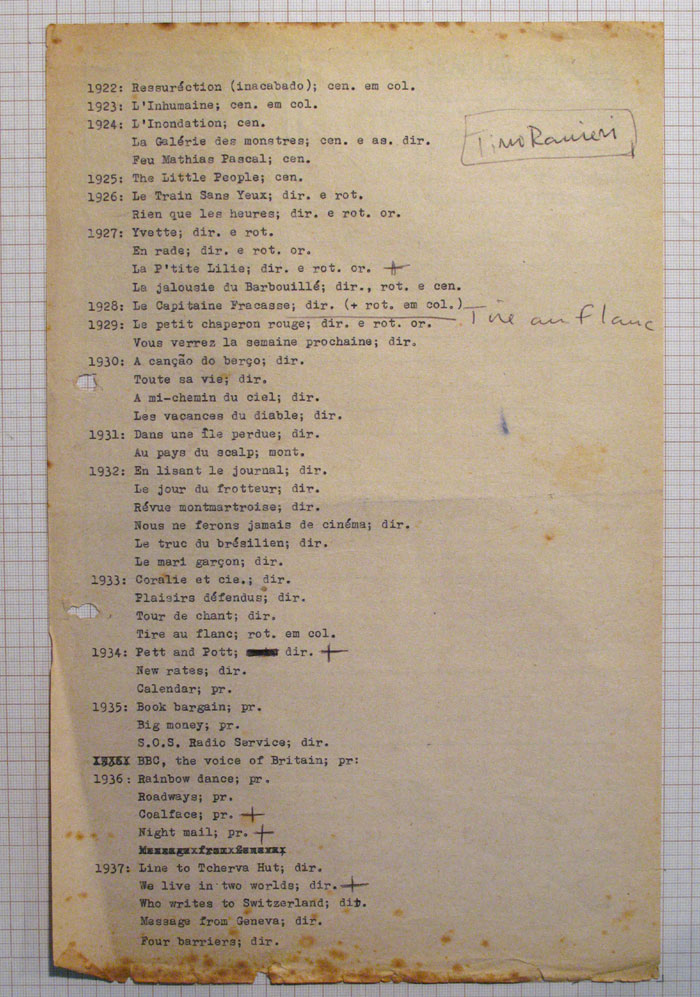 1922: Ressuréction (inacabado); cen. em col.
1923: L'Inhumaine; cen. em col.
1924: L'Inondation; cen.
La Galérie des monstres; cen. e as. dir.
Tino Ranieri
Feu Mathias Pascal; cen.
1925: The Little People; cen.
1926: Le Train Sans Yeux; dir. e rot.
Rien que les heures; dir. e rot. or.
1927: Yvette; dir. e rot.
En rade; dir. e rot. or.
La P'tite Lilie; dir. e rot. or. +
La jalousie du Barbouillé; dir., rot. e cen.
1928: Le Capitaine Fracasse; dir. (+ rot. em col.)
Tire au flanc
1929: Le petit chaperon rouge; dir. e rot. or.
Vous verrez la semaine prochaine; dir.
1930: A canção do berço; dir.
Toute sa vie; dir.
A mi-chemin du ciel; dir.
Les vacances du diable; dir.
1931: Dans une île perdue; dir.
Au pays du scalp; mont.
1932: En lisant le journal; dir.
Le jour du frotteur; dir.
Révue montmartroise; dir.
Nous ne ferons jamais de cinéma; dir.
Le truc du brésilien; dir.
Le mari garçon; dir.
1933: Coralie et cie.; dir.
Plaisirs défendus; dir.
Tour de chant; dir.
Tire au flanc; rot. em col.
1934: Pett and Pott; dir. +
New rates; dir.
Calendar; pr.
1935: Book bargain; pr.
Big money; pr.
S.O.S. Radio Service; dir.
BBC, the voice of Britain; pr:
1936: Rainbow dance; pr.
Roadways; pr.
Coalface; pr. +
Night mail; pr. +
1937: Line to Tcherva Hut; dir.
We live in two worlds; dir. +
Who writes to Switzerland; dir.
Message from Geneva; dir.
Four barriers; dir.